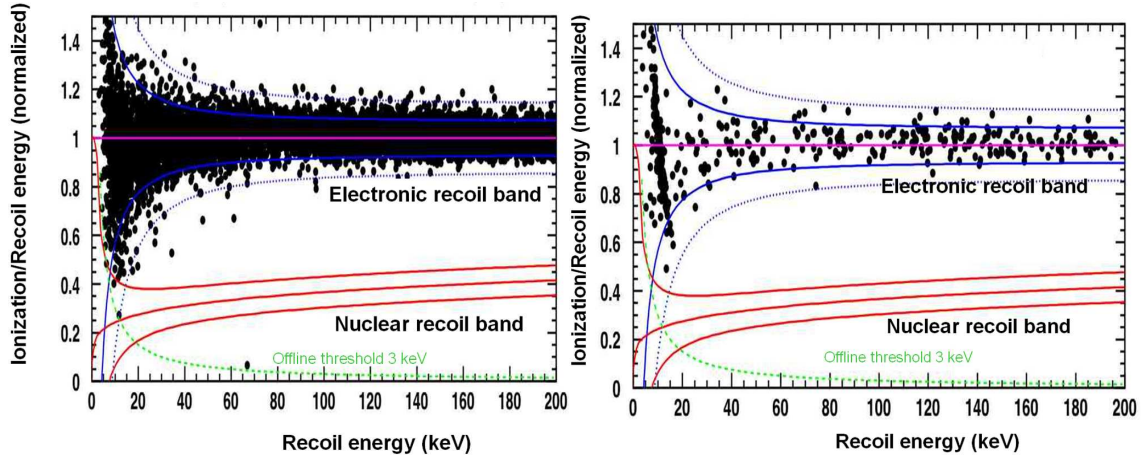 Ionization/Recoil energy (normalized)
1.4
1.2
1
0.8
0.6
0.4
0.2
0
Electronic recoil band
Nuclear recoil band
Offline threshold 3 keV
0 20 40 60 80 100 120 140 160 180 200
Recoil energy (keV)
Ionization/Recoil energy (normalized)
1.4
1.2
1
0.8
0.6
0.4
0.2
0
Electronic recoil band
Nuclear recoil band
Offline threshold 3 keV
0 20 40 60 80 100 120 140 160 180 200
Recoil energy (keV)